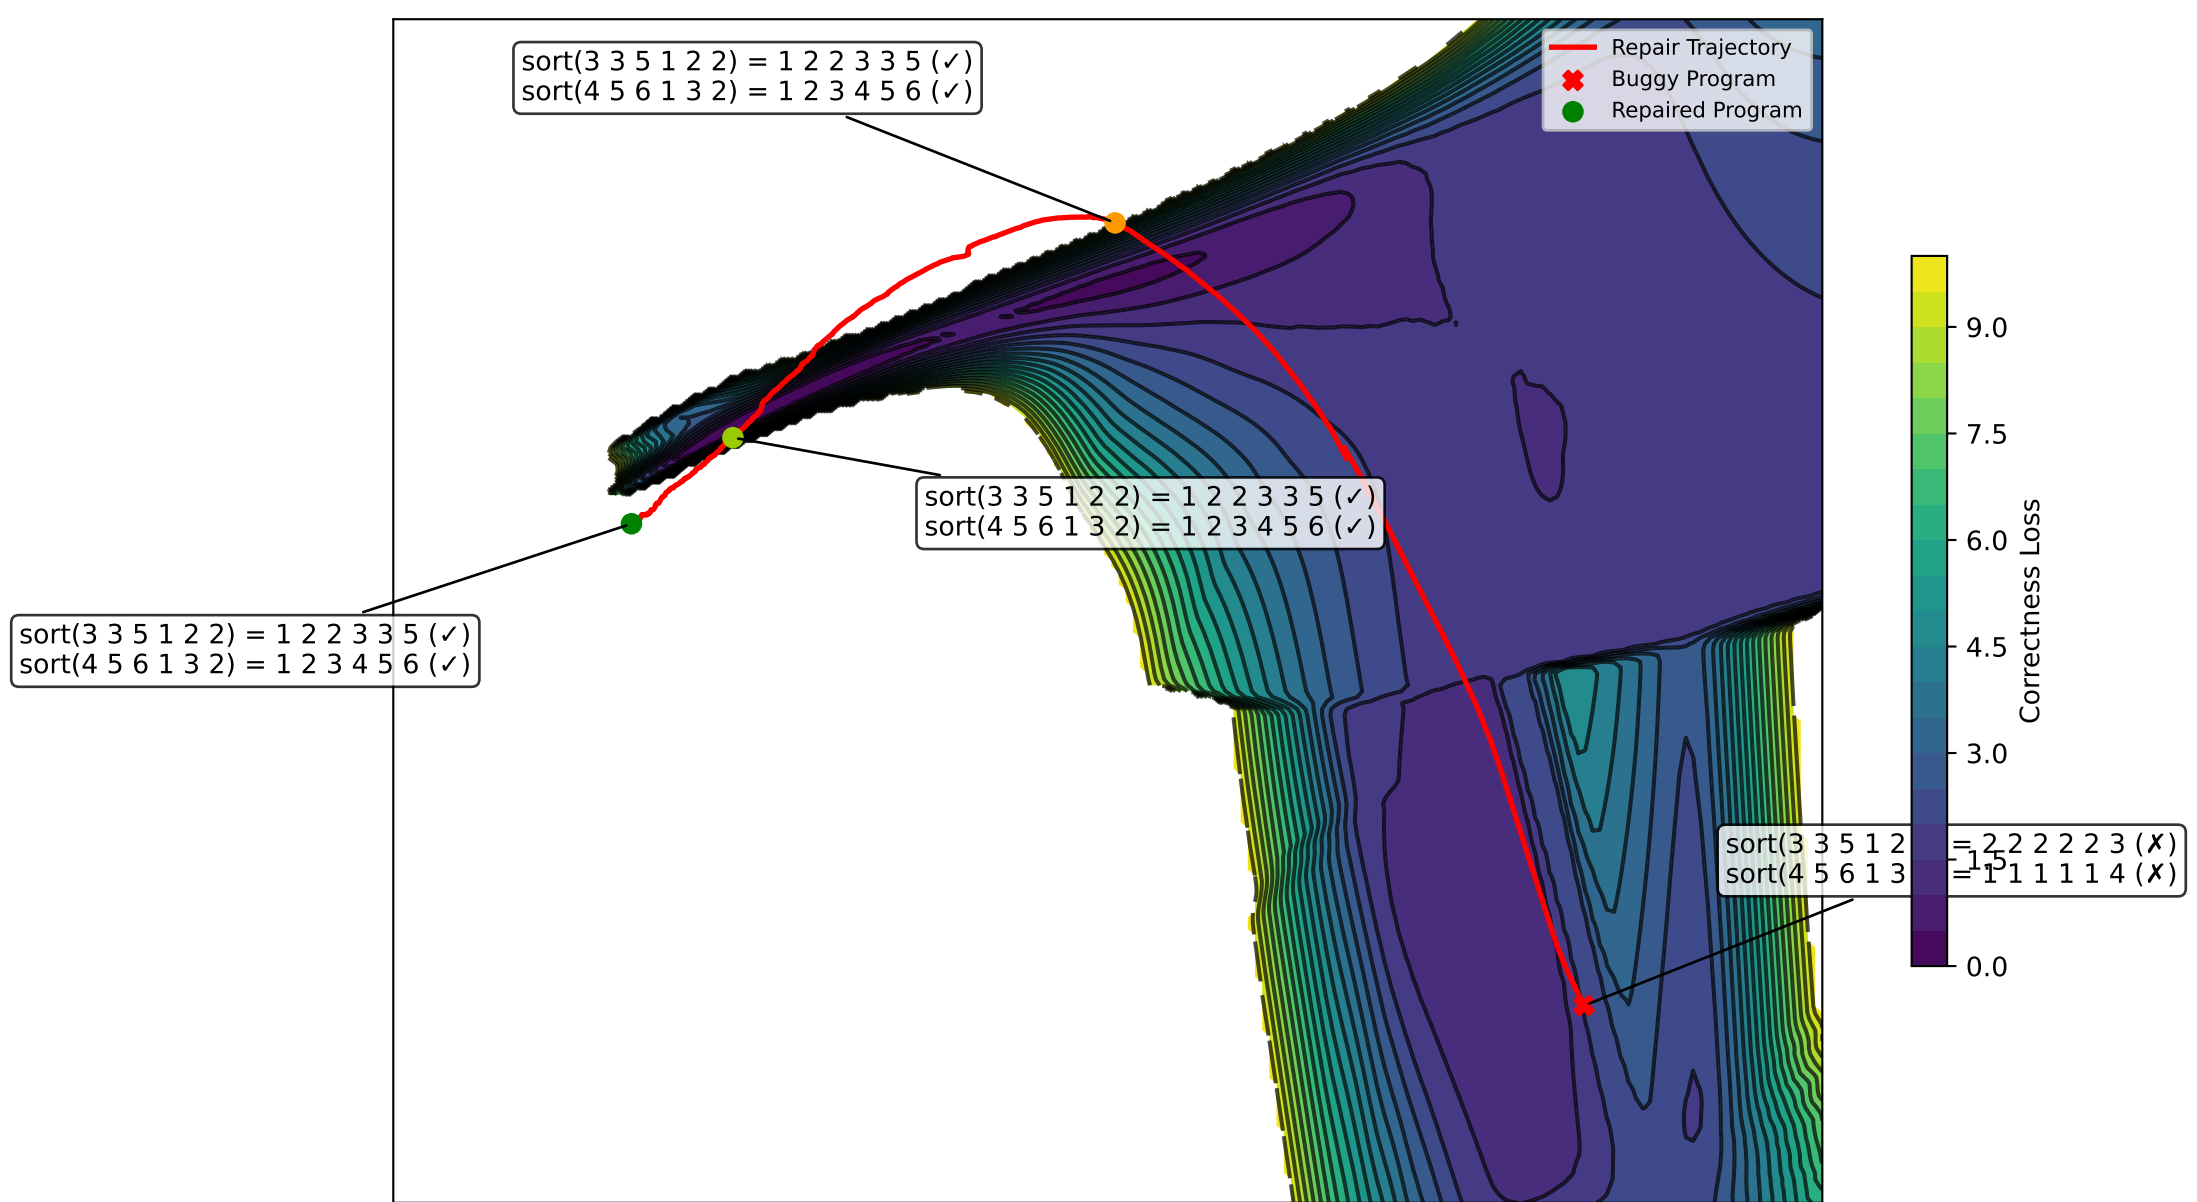 sort(3 3 5 1 2 2) = 1 2 2 3 3 5 (✓)
sort(4 5 6 1 3 2) = 1 2 3 4 5 6 (✓)
Repair Trajectory
Buggy Program
Repaired Program
sort(3 3 5 1 2 2) = 1 2 2 3 3 5 (✓)
sort(4 5 6 1 3 2) = 1 2 3 4 5 6 (✓)
sort(3 3 5 1 2 2) = 1 2 2 3 3 5 (✓)
sort(4 5 6 1 3 2) = 1 2 3 4 5 6 (✓)
sort(3 3 5 1 2 = 2 2 2 2 2 3 (✗)
sort(4 5 6 1 3 = 1 1 1 1 1 4 (✗)
9.0
7.5
6.0
4.5
3.0
1.5
0.0
Correctness Loss